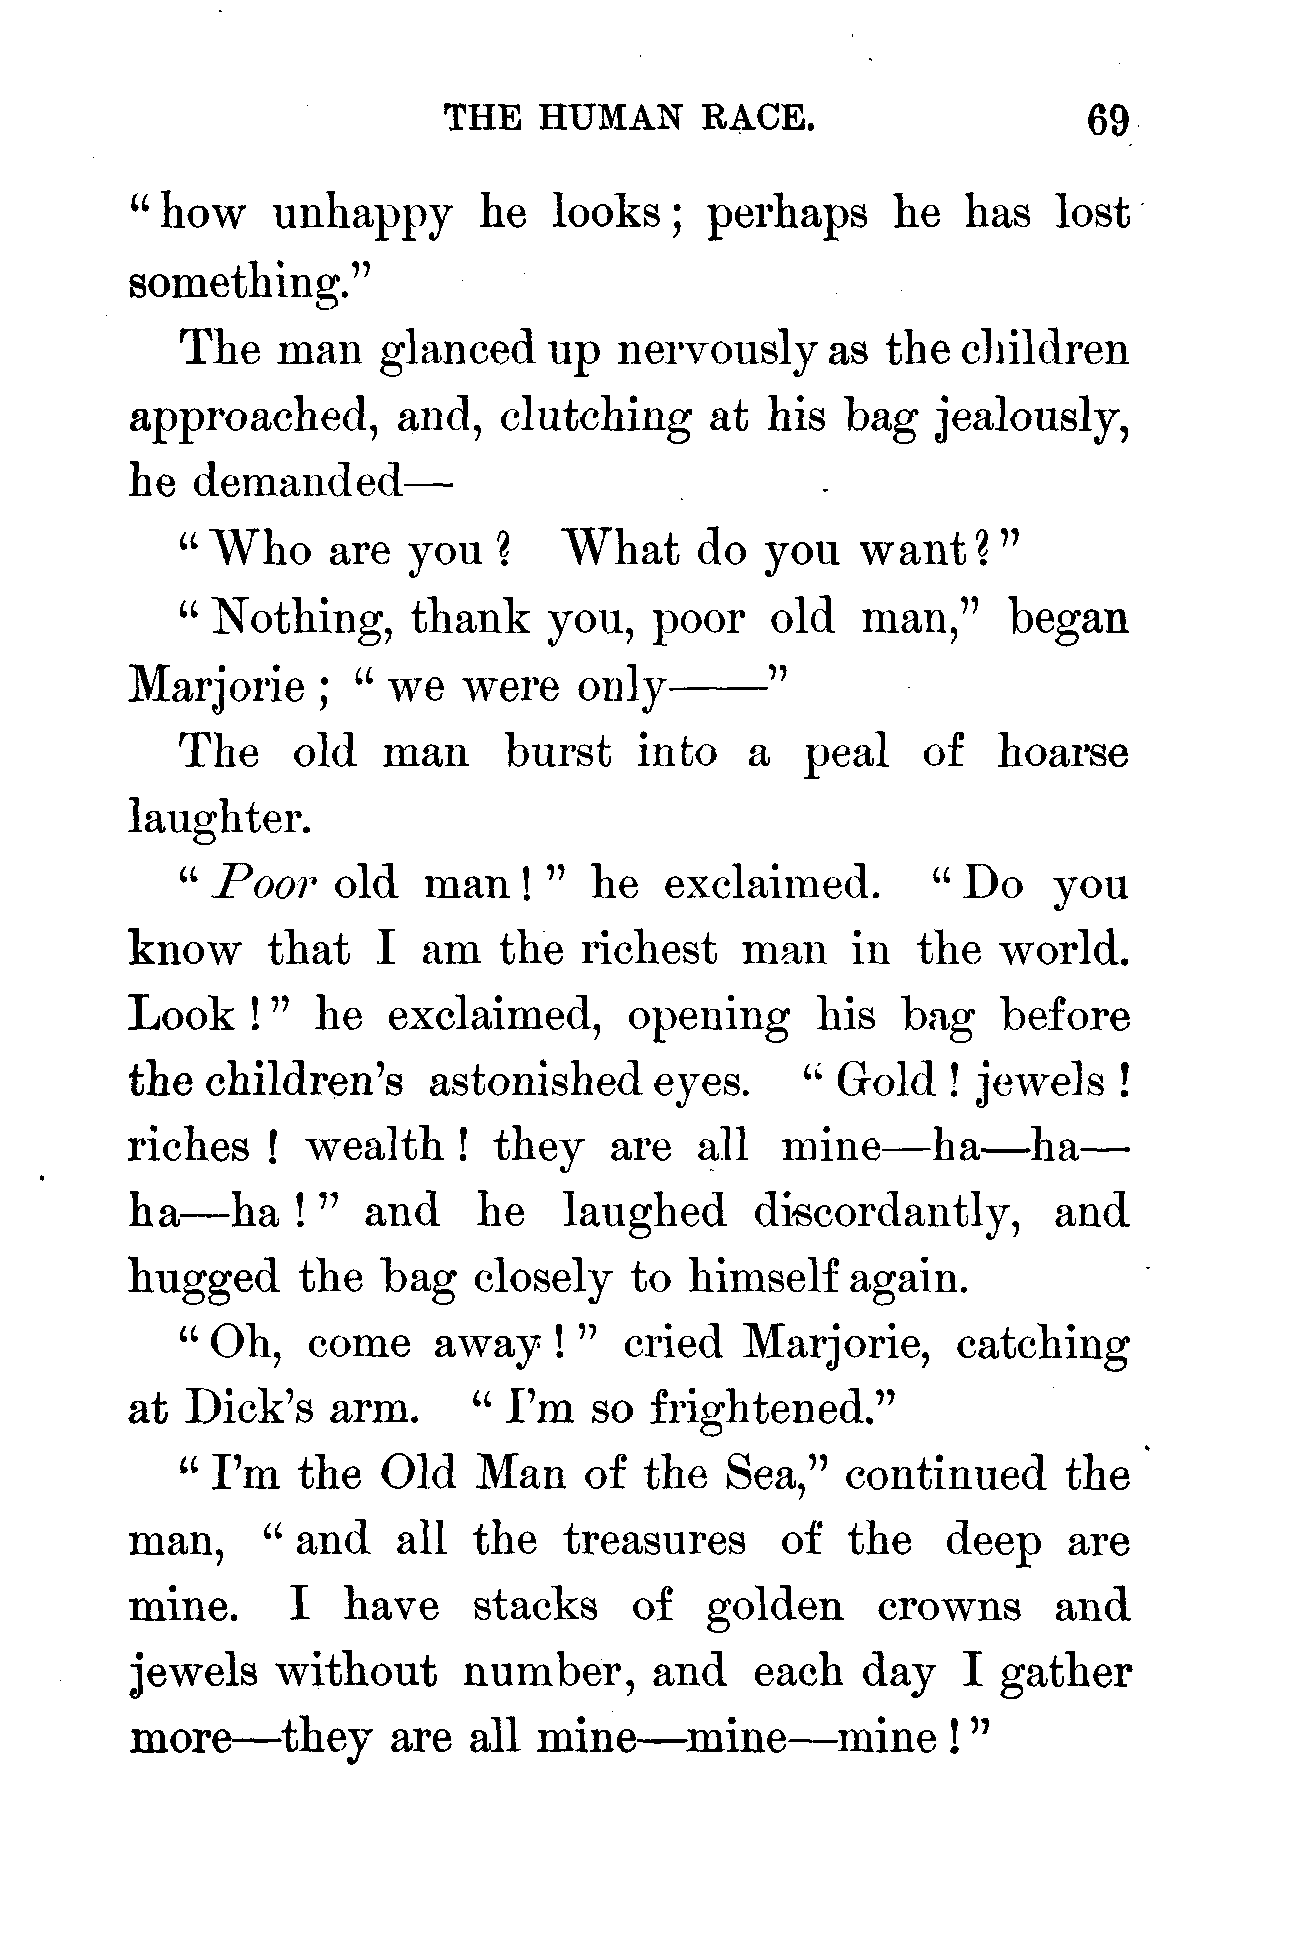 THE HUMAN RACE. 69
“how unhappy he looks; perhaps he has lost
something.”
The man glanced up nervously as the children
approached, and, clutching at his bag jealously,
he demanded—
“Who are you? What do you want?”
“Nothing, thank you, poor old man,” began
Marjorie; “we were only——”
The old man burst into a peal of hoarse
laughter.
“Poor old man!” he exclaimed. “Do you
know that I am the richest man in the world.
Look!” he exclaimed, opening his bag before
the children’s astonished eyes. “Gold! jewels!
riches! wealth! they are all mine—ha—ha—
ha—ha!” and he laughed discordantly, and
hugged the bag closely to himself again.
“Oh, come away!” cried Marjorie, catching
at Dick’s arm. “I’m so frightened.”
“I’m the Old Man of the Sea,” continued the
man, “and all the treasures of the deep are
mine. I have stacks of golden crowns and
jewels without number, and each day I gather
more—they are all mine—mine—mine!”